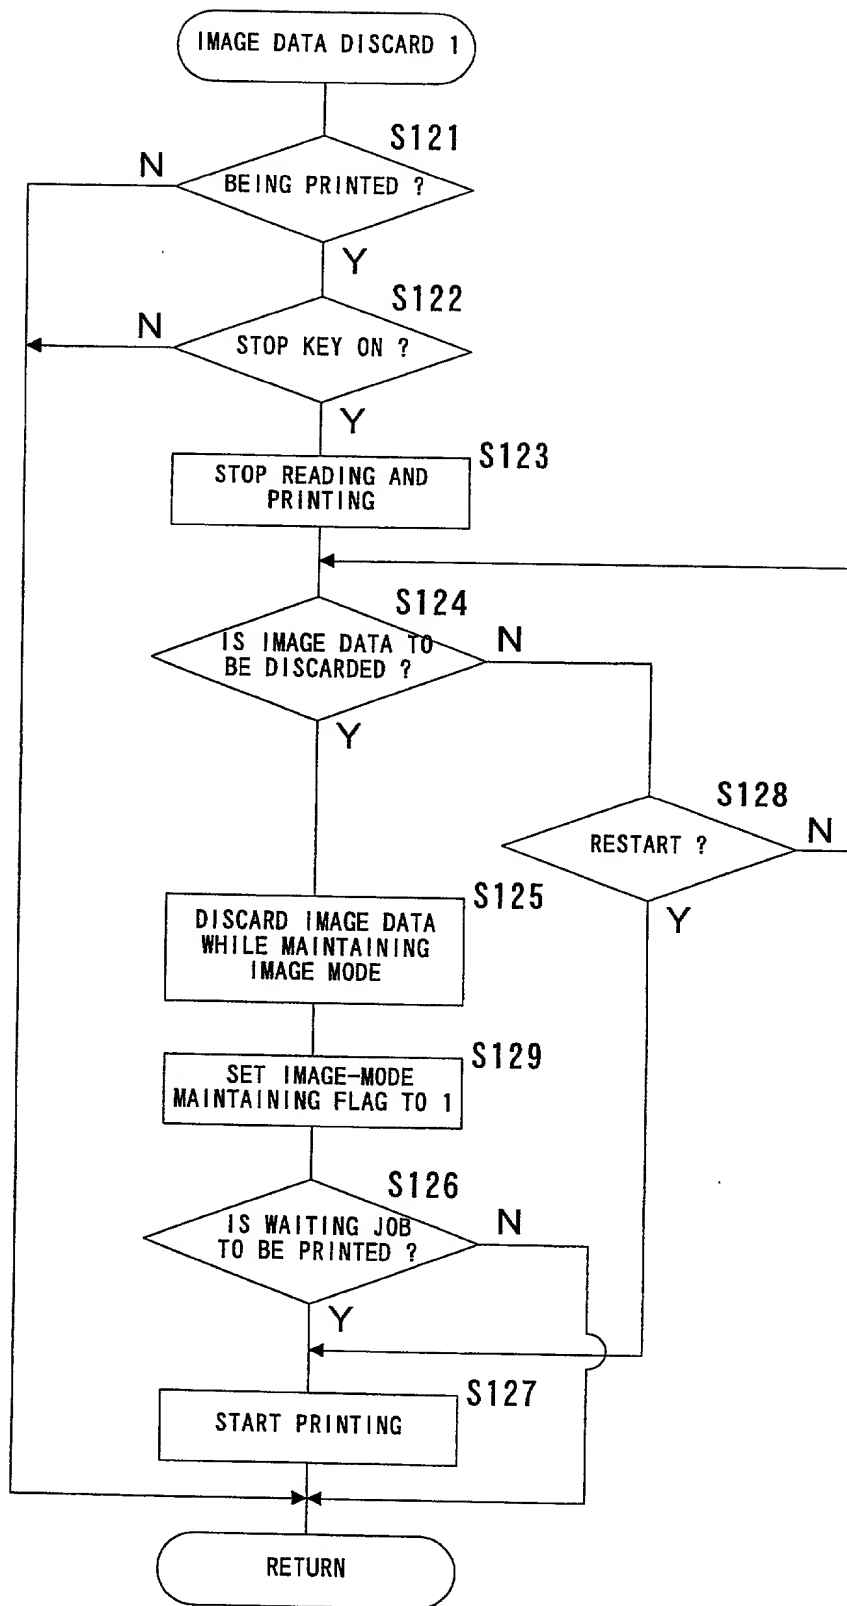 IMAGE DATA DISCARD 1
S121
N
BEING PRINTED ?
Y
S122
N
STOP KEY ON ?
Y
S123
STOP READING AND
PRINTING
S124
IS IMAGE DATA TO
BE DISCARDED ?
N
Y
S128
RESTART ?
N
Y
S125
DISCARD IMAGE DATA
WHILE MAINTAINING
IMAGE MODE
S129
SET IMAGE-MODE
MAINTAINING FLAG TO 1
S126
IS WAITING JOB
TO BE PRINTED ?
N
Y
S127
START PRINTING
RETURN